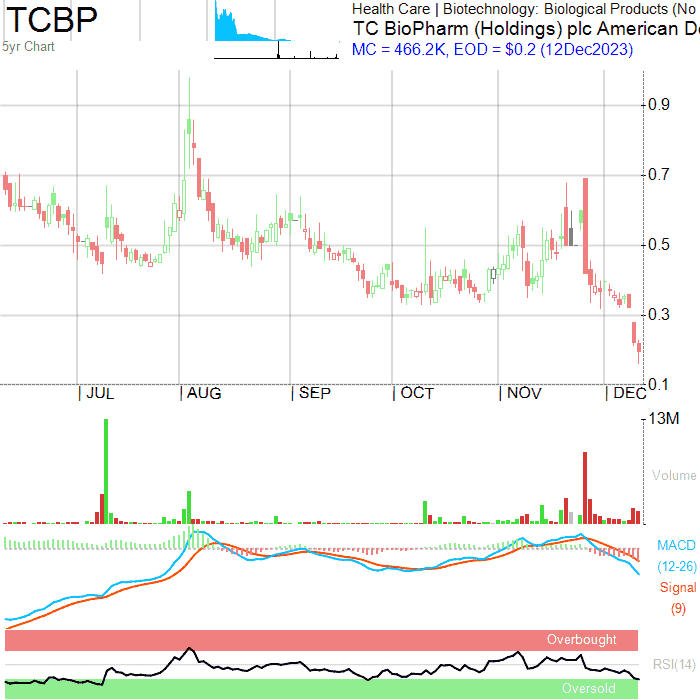 TCBP
5yr Chart
Health Care | Biotechnology: Biological Products (No
TC BioPharm (Holdings) plc American De
MC = 466.2K, EOD = $0.2 (12Dec2023)
0.9
0.7
0.5
0.3
0.1
| JUL | AUG | SEP | OCT | NOV | DEC
13M
Volume
MACD
(12-26)
Signal
(9)
Overbought
RSI(14)
Oversold